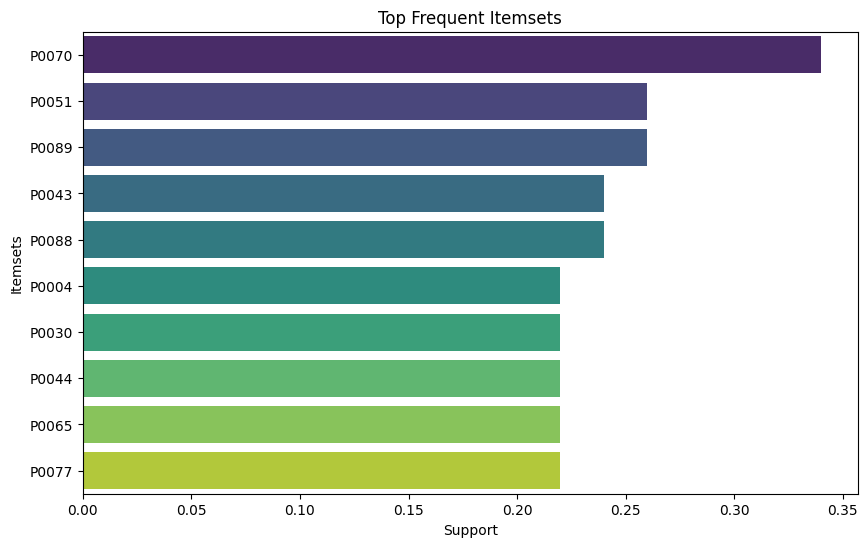 Top Frequent Itemsets
P0070
P0051
P0089
P0043
P0088
P0004
P0030
P0044
P0065
P0077
Itemsets
0.00 0.05 0.10 0.15 0.20 0.25 0.30 0.35
Support